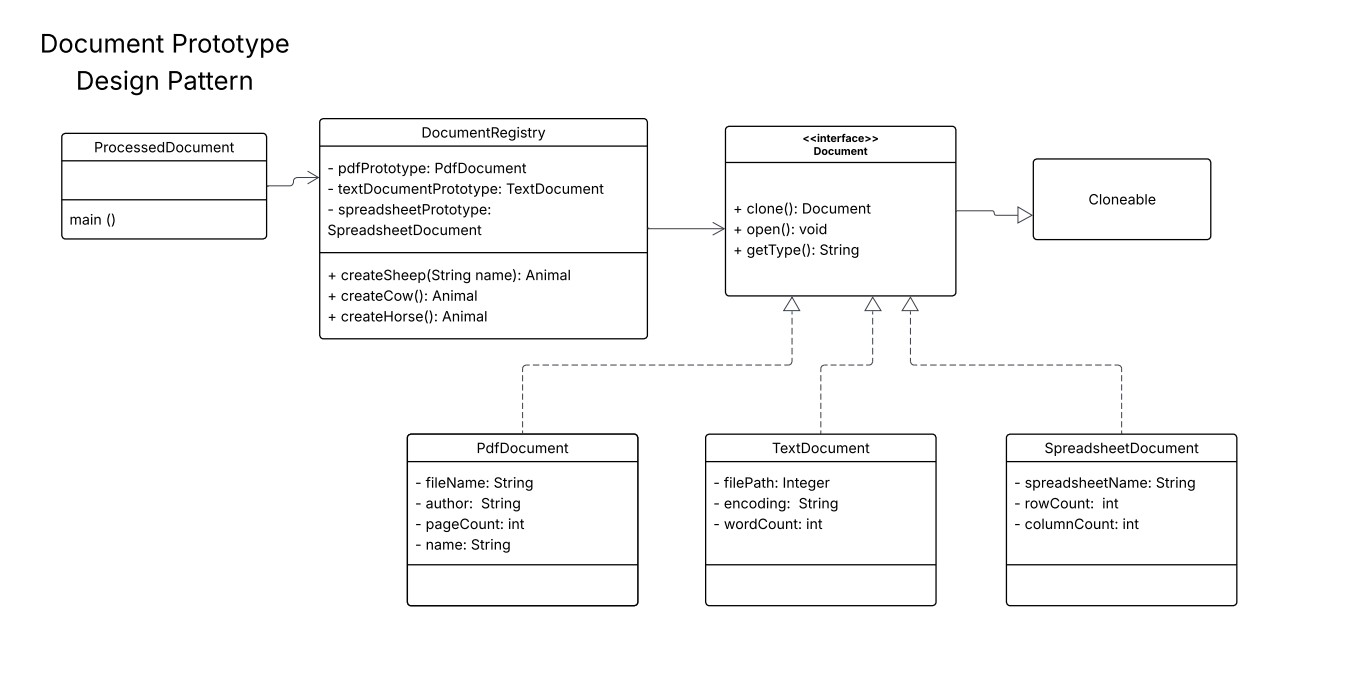 Document Prototype
Design Pattern
ProcessedDocument
main ()
DocumentRegistry
- pdfPrototype: PdfDocument
- textDocumentPrototype: TextDocument
- spreadsheetPrototype:
SpreadsheetDocument
+ createSheep(String name): Animal
+ createCow(): Animal
+ createHorse(): Animal
<<interface>>
Document
+ clone(): Document
+ open(): void
+ getType(): String
Cloneable
PdfDocument
- fileName: String
- author:  String
- pageCount: int
- name: String
TextDocument
- filePath: Integer
- encoding:  String
- wordCount: int
SpreadsheetDocument
- spreadsheetName: String
- rowCount:  int
- columnCount: int